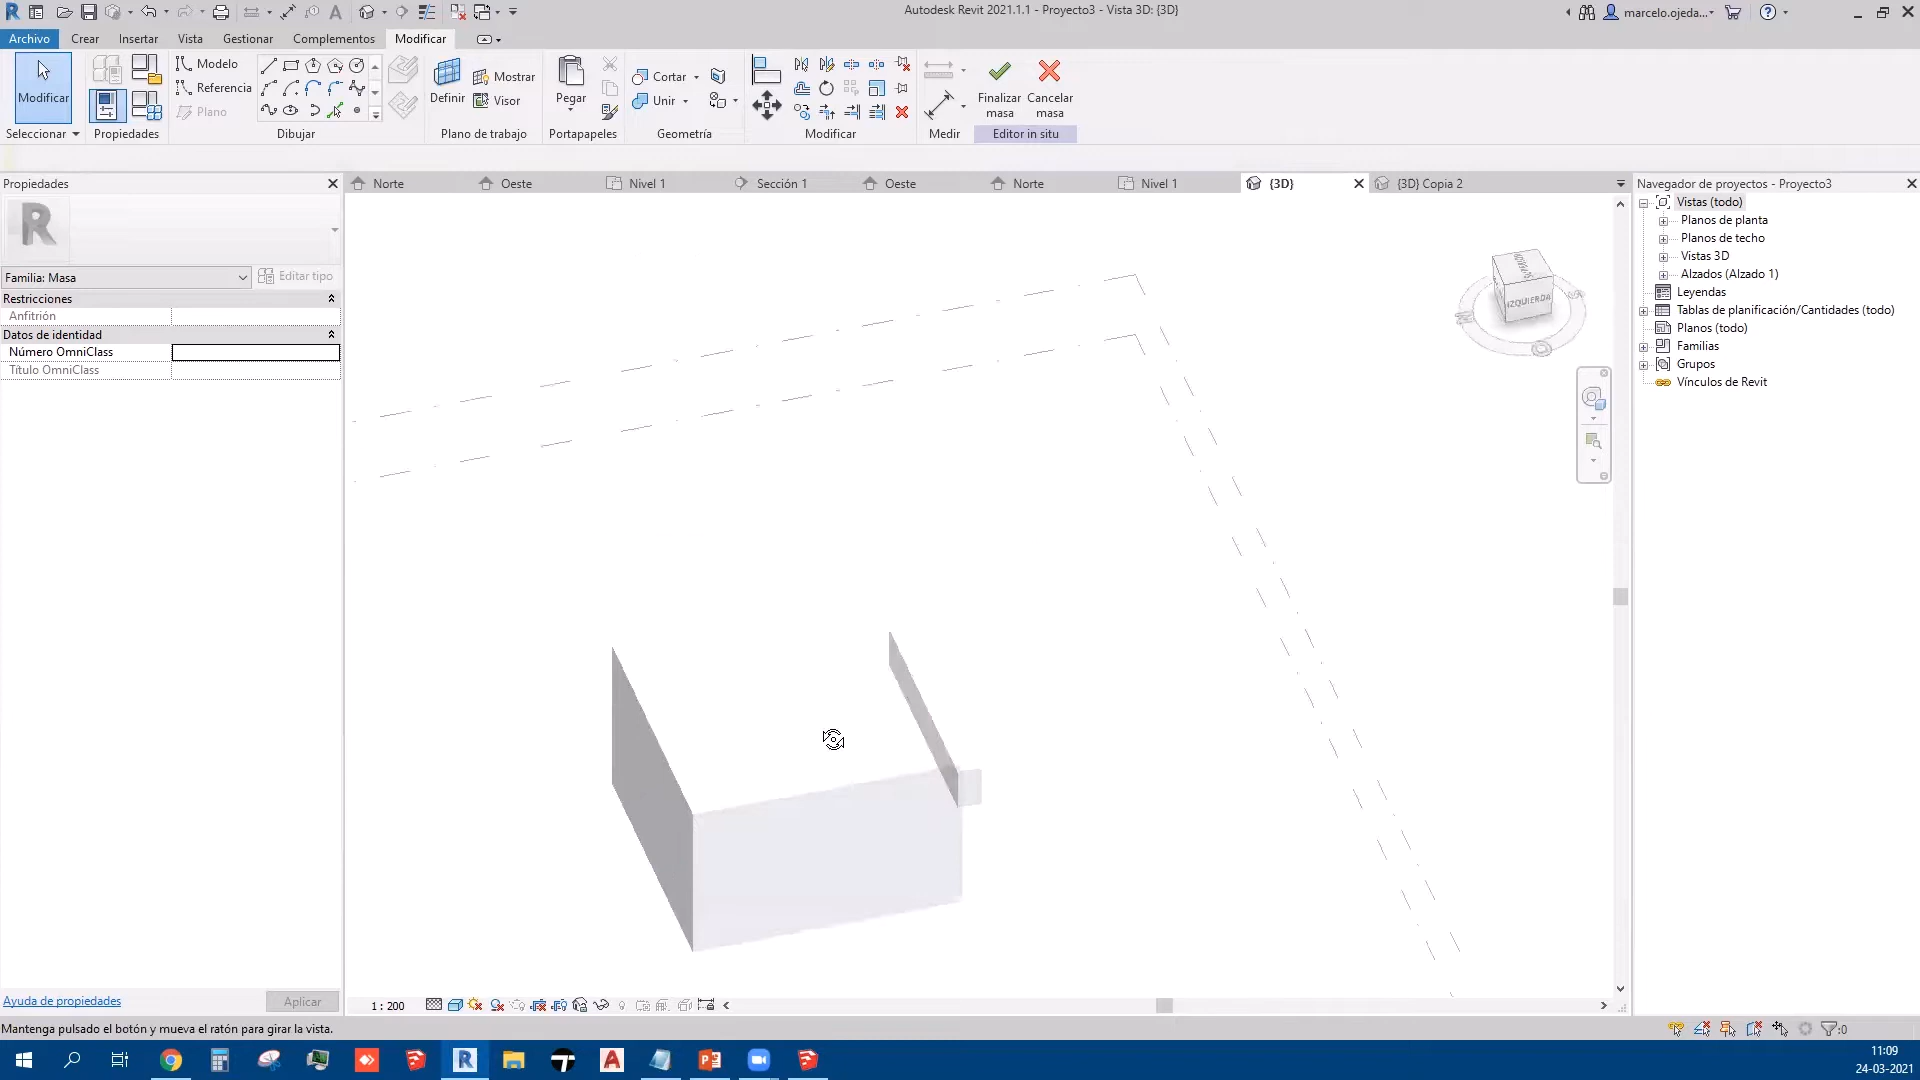 Autodesk Revit 2021.1.1 - Proyecto3 - Vista 3D: {3D}
marcelo.ojeda...
Archivo
Crear
Insertar
Vista
Gestionar
Colaborar
Complementos
Modificar
Modificar
Modelo
Referencia
Plano
Definir
Mostrar
Visor
Pegar
Cortar
Unir
Finalizar
masa
Cancelar
masa
Seleccionar
Propiedades
Dibujar
Plano de trabajo
Portapapeles
Geometría
Modificar
Medir
Editor in situ
Propiedades
Norte
Oeste
Nivel 1
Sección 1
Oeste
Norte
Nivel 1
{3D}
{3D} Copia 2
Navegador de proyectos - Proyecto3
Familia: Masa
Editar tipo
Restricciones
Anfitrión
Datos de identidad
Número OmniClass
Título OmniClass
Vistas (todo)
Planos de planta
Planos de techo
Vistas 3D
Alzados (Alzado 1)
Leyendas
Tablas de planificación/Cantidades (todo)
Planos (todo)
Familias
Grupos
Vínculos de Revit
IZQUIERDA
Ayuda de propiedades
Aplicar
1 : 200
Mantenga pulsado el botón y mueva el ratón para girar la vista.
:0
11:09
24-03-2021